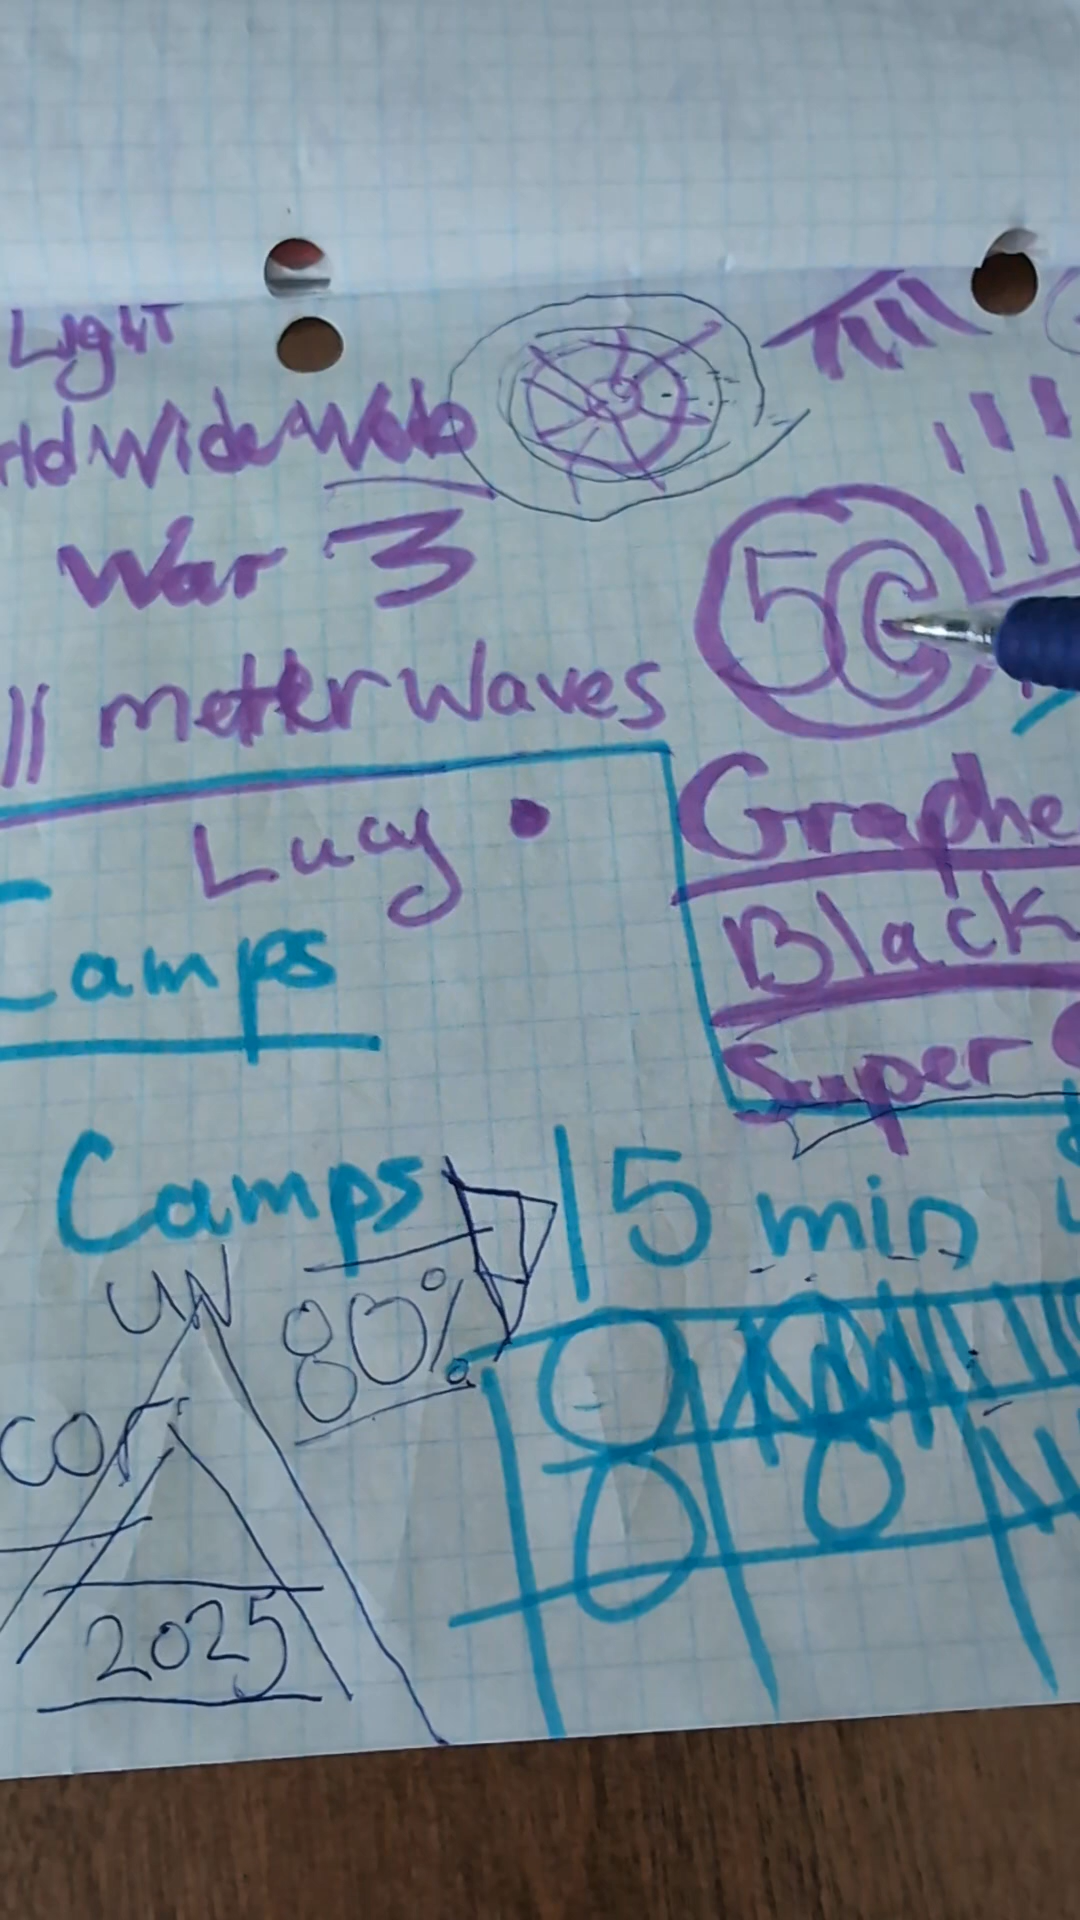 Light
rld Wide Web
War 3
5G
meter waves
Lucy
Graphe
Camps
Black
Super
Camps
15 min
UN
80%
COP
2025